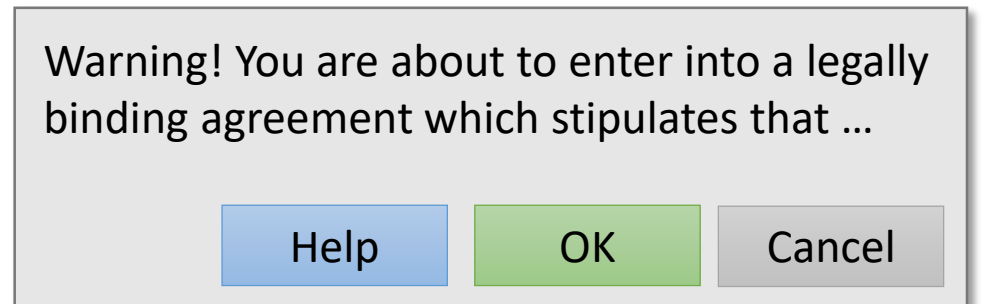 Warning! You are about to enter into a legally
binding agreement which stipulates that …
Help OK Cancel